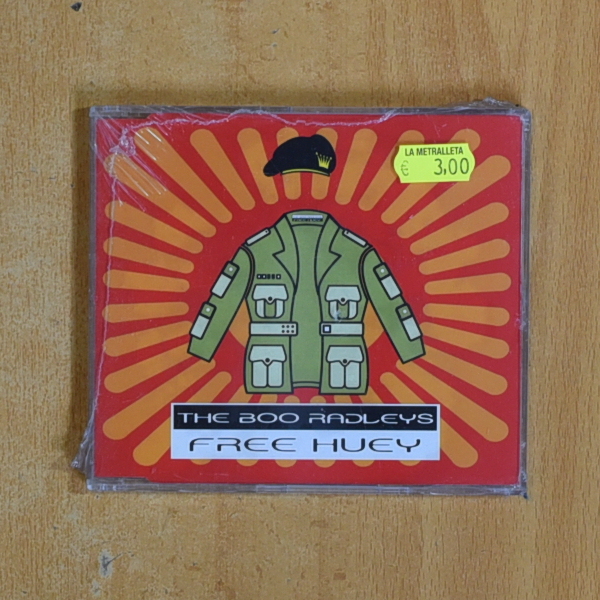 LA METRALLETA
€ 3,00
THE BOO RADLEYS
FREE HUEY